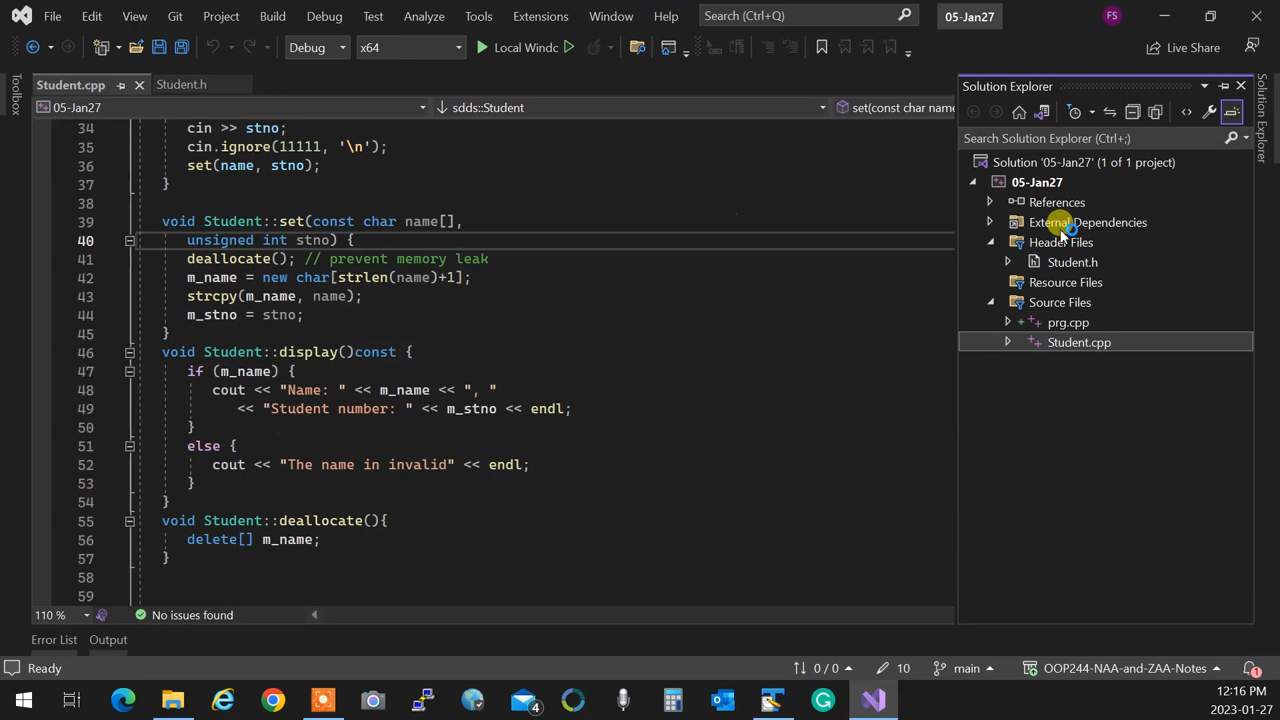 File Edit View Git Project Build Debug Test Analyze Tools Extensions Window Help Search (Ctrl+Q) 05-Jan27 FS
Debug x64 Local Windc Live Share
Toolbox
Student.cpp Student.h
05-Jan27 sdds::Student set(const char name
34 cin >> stno;
35 cin.ignore(11111, '\n');
36 set(name, stno);
37 }
38
39 void Student::set(const char name[],
40 unsigned int stno) {
41 deallocate(); // prevent memory leak
42 m_name = new char[strlen(name)+1];
43 strcpy(m_name, name);
44 m_stno = stno;
45 }
46 void Student::display()const {
47 if (m_name) {
48 cout << "Name: " << m_name << ", "
49 << "Student number: " << m_stno << endl;
50 }
51 else {
52 cout << "The name in invalid" << endl;
53 }
54 }
55 void Student::deallocate(){
56 delete[] m_name;
57 }
58
59
110 % No issues found
Solution Explorer
Search Solution Explorer (Ctrl+;)
Solution '05-Jan27' (1 of 1 project)
05-Jan27
References
External Dependencies
Header Files
Student.h
Resource Files
Source Files
prg.cpp
Student.cpp
Solution Explorer
Error List Output
Ready 0 / 0 10 main OOP244-NAA-and-ZAA-Notes 1
4
12:16 PM
2023-01-27